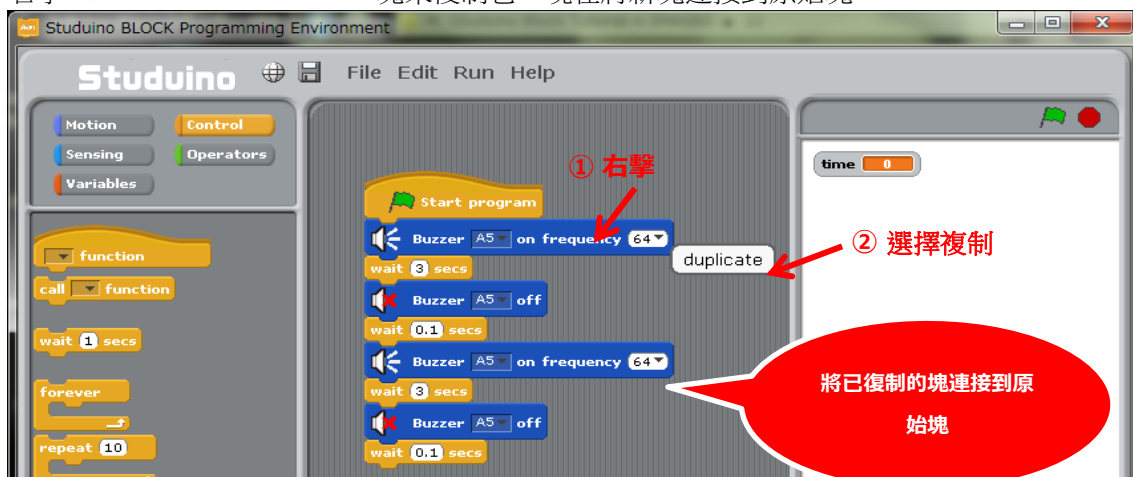 Studuino BLOCK Programming Environment
Studuino File Edit Run Help
Motion Control
Sensing Operators
Variables
function
call function
wait 1 secs
forever
repeat 10
Start program
Buzzer A5 on frequency 64
wait 3 secs
Buzzer A5 off
wait 0.1 secs
Buzzer A5 on frequency 64
wait 3 secs
Buzzer A5 off
wait 0.1 secs
① 右擊
duplicate
② 選擇複制
time 0
將已復制的塊連接到原
始塊